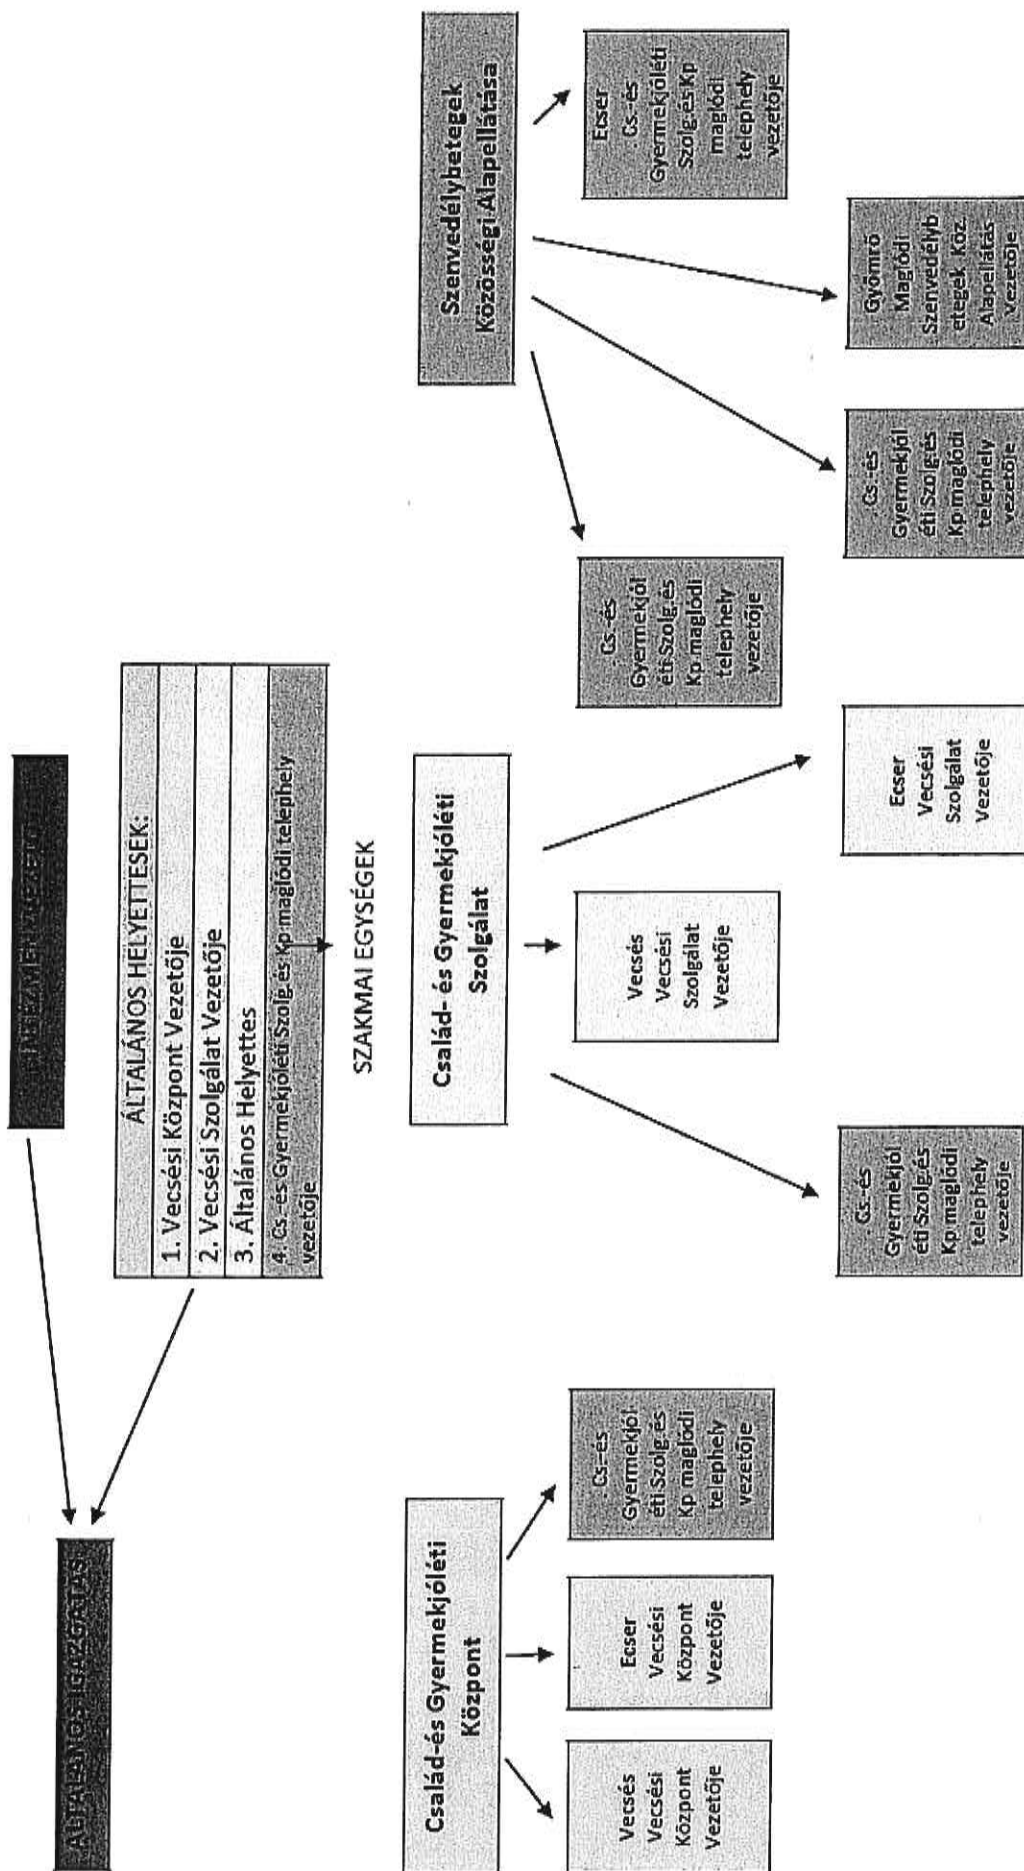 INTÉZMÉNYVEZETŐ
ÁLTALÁNOS IGAZGATÁS
ÁLTALÁNOS HELYETTESEK:
1. Vecsési Központ Vezetője
2. Vecsési Szolgálat Vezetője
3. Általános Helyettes
4. Cs.-és Gyermekjóléti Szolg.és Kp maglódi telephely
vezetője
SZAKMAI EGYSÉGEK
Család-és Gyermekjóléti
Központ
Vecsés
Vecsési
Központ
Vezetője
Ecser
Vecsési
Központ
Vezetője
Cs.-és
Gyermekjól
éti Szolg.és
Kp maglódi
telephely
vezetője
Család- és Gyermekjóléti
Szolgálat
Cs.-és
Gyermekjól
éti Szolg.és
Kp maglódi
telephely
vezetője
Vecsés
Vecsési
Szolgálat
Vezetője
Ecser
Vecsési
Szolgálat
Vezetője
Szenvedélybetegek
Közösségi Alapellátása
Cs.-és
Gyermekjól
éti Szolg.és
Kp maglódi
telephely
vezetője
Cs.-és
Gyermekjól
éti Szolg.és
Kp maglódi
telephely
vezetője
Gyömrő
Maglódi
Szenvedélyb
etegek Köz.
Alapellátás
Vezetője
Ecser
Cs.-és
Gyermekjóléti
Szolg.és Kp
maglódi
telephely
vezetője